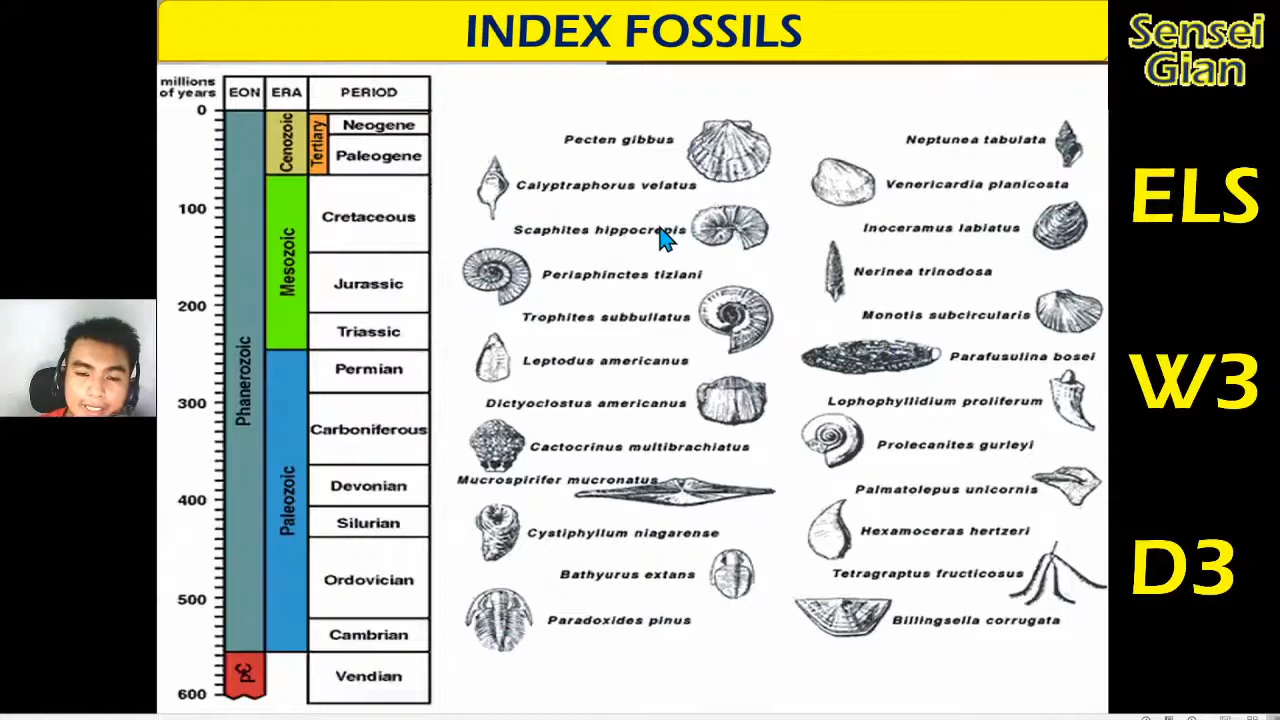 INDEX FOSSILS
Sensei
Gian
ELS
W3
D3
millions
of years
EON
ERA
PERIOD
0
100
200
300
400
500
600
Phanerozoic
p€
Cenozoic
Mesozoic
Paleozoic
Tertiary
Neogene
Paleogene
Cretaceous
Jurassic
Triassic
Permian
Carboniferous
Devonian
Silurian
Ordovician
Cambrian
Vendian
Pecten gibbus
Neptunea tabulata
Calyptraphorus velatus
Venericardia planicosta
Scaphites hippocrepis
Inoceramus labiatus
Perisphinctes tiziani
Nerinea trinodosa
Trophites subbullatus
Monotis subcircularis
Leptodus americanus
Parafusulina bosei
Dictyoclostus americanus
Lophophyllidium proliferum
Cactocrinus multibrachiatus
Prolecanites gurleyi
Mucrospirifer mucronatus
Palmatolepus unicornis
Cystiphyllum niagarense
Hexamoceras hertzeri
Bathyurus extans
Tetragraptus fructicosus
Paradoxides pinus
Billingsella corrugata